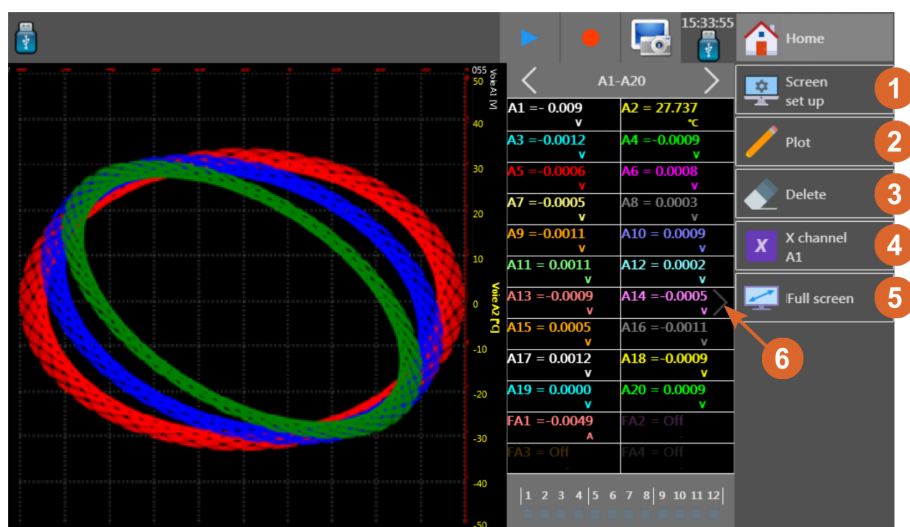 15:33:55
Home
055
Voie A1 [V]
50
40
30
20
10
0
-10
-20
-30
-40
-50
Voie A2 [°C]
A1-A20
A1 =- 0.009
V
A2 = 27.737
°C
A3 =-0.0012
V
A4 =-0.0009
V
A5 =-0.0006
V
A6 = 0.0008
V
A7 =-0.0005
V
A8 = 0.0003
V
A9 =-0.0011
V
A10 = 0.0009
V
A11 = 0.0011
V
A12 = 0.0002
V
A13 =-0.0009
V
A14 =-0.0005
V
A15 = 0.0005
V
A16 =-0.0011
V
A17 = 0.0012
V
A18 =-0.0009
V
A19 = 0.0000
V
A20 = 0.0009
V
FA1 =-0.0049
A
FA2 = Off
FA3 = Off
FA4 = Off
1 2 3 4 5 6 7 8 9 10 11 12
Screen
set up
1
Plot
2
Delete
3
X
X channel
A1
4
Full screen
5
6